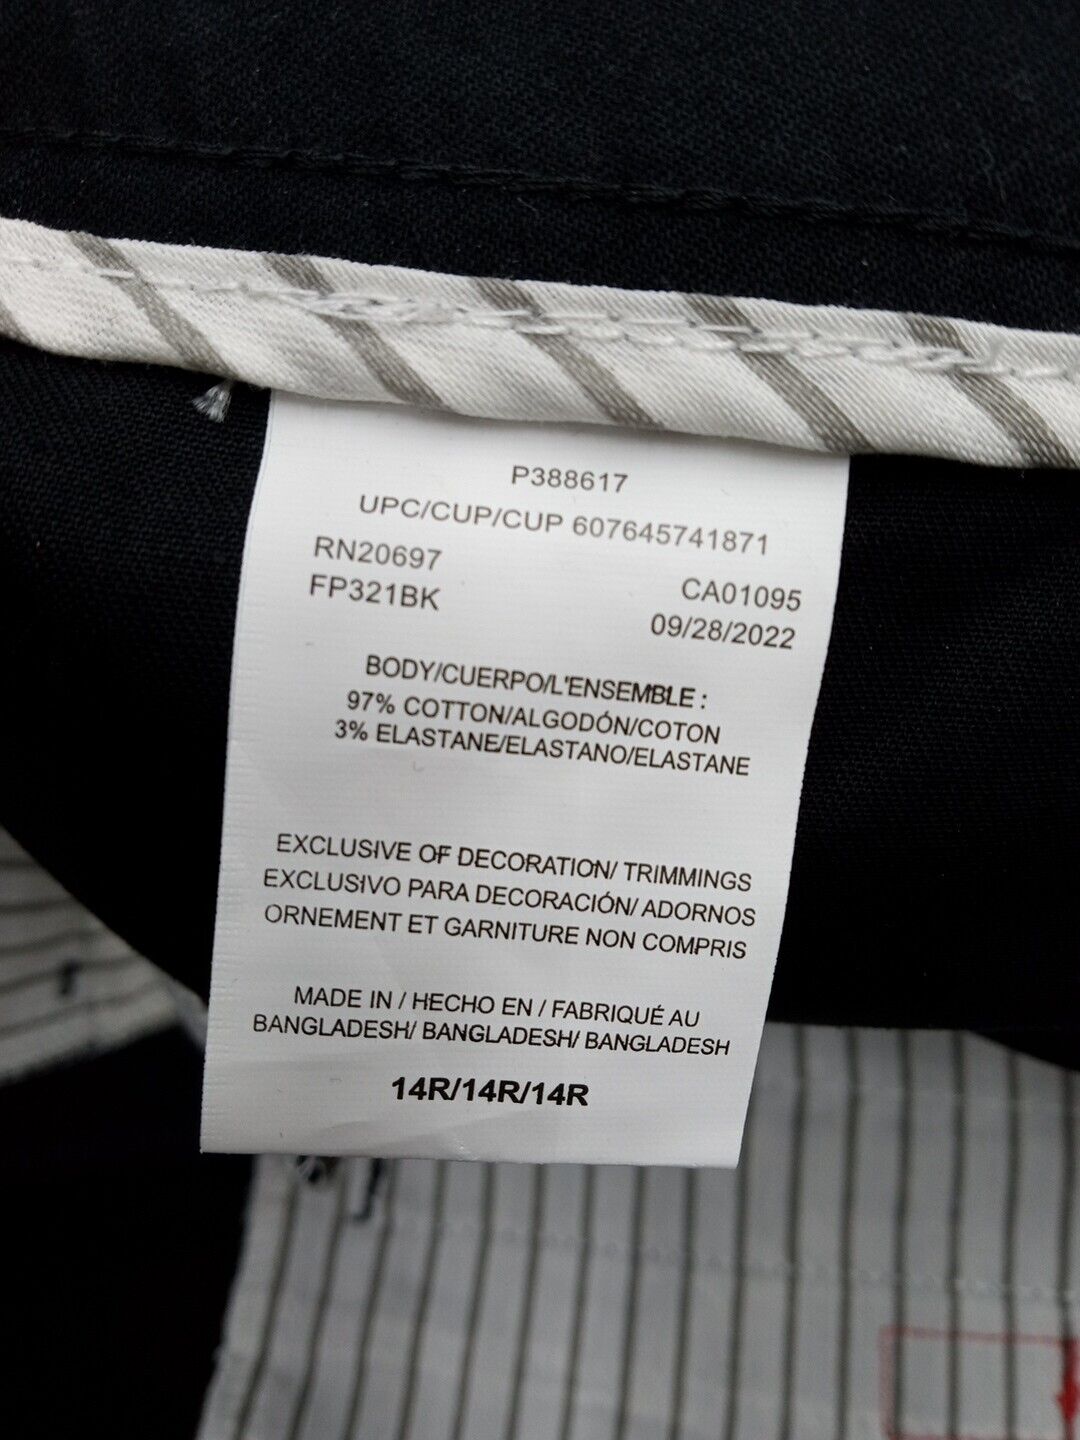 P388617
UPC/CUP/CUP 607645741871
RN20697
FP321BK
CA01095
09/28/2022
BODY/CUERPO/L'ENSEMBLE :
97% COTTON/ALGODÓN/COTON
3% ELASTANE/ELASTANO/ELASTANE
EXCLUSIVE OF DECORATION/ TRIMMINGS
EXCLUSIVO PARA DECORACIÓN/ ADORNOS
ORNEMENT ET GARNITURE NON COMPRIS
MADE IN / HECHO EN / FABRIQUÉ AU
BANGLADESH/ BANGLADESH/ BANGLADESH
14R/14R/14R